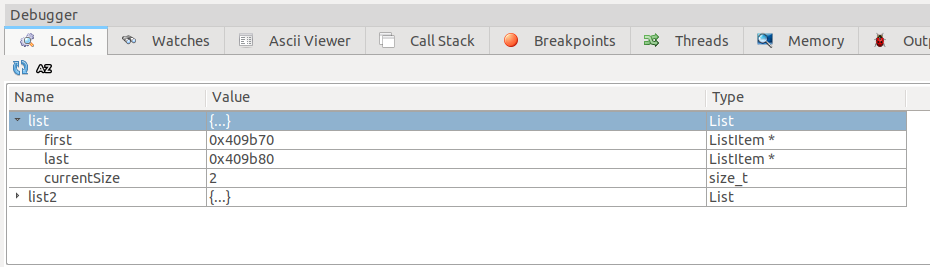 Debugger
Locals Watches Ascii Viewer Call Stack Breakpoints Threads Memory Outp
AZ
Name Value Type
list {...} List
first 0x409b70 ListItem *
last 0x409b80 ListItem *
currentSize 2 size_t
list2 {...} List